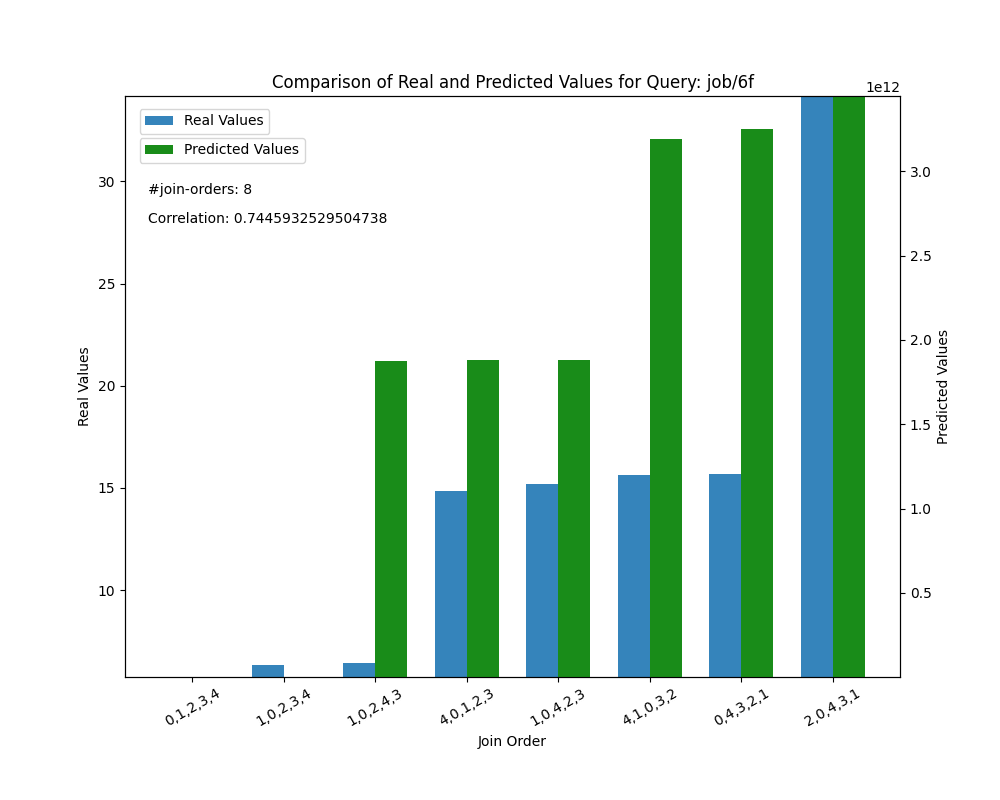 Comparison of Real and Predicted Values for Query: job/6f
1e12
Real Values
Predicted Values
#join-orders: 8
Correlation: 0.7445932529504738
30
25
20
15
10
Real Values
3.0
2.5
2.0
1.5
1.0
0.5
Predicted Values
0,1,2,3,4
1,0,2,3,4
1,0,2,4,3
4,0,1,2,3
1,0,4,2,3
4,1,0,3,2
0,4,3,2,1
2,0,4,3,1
Join Order